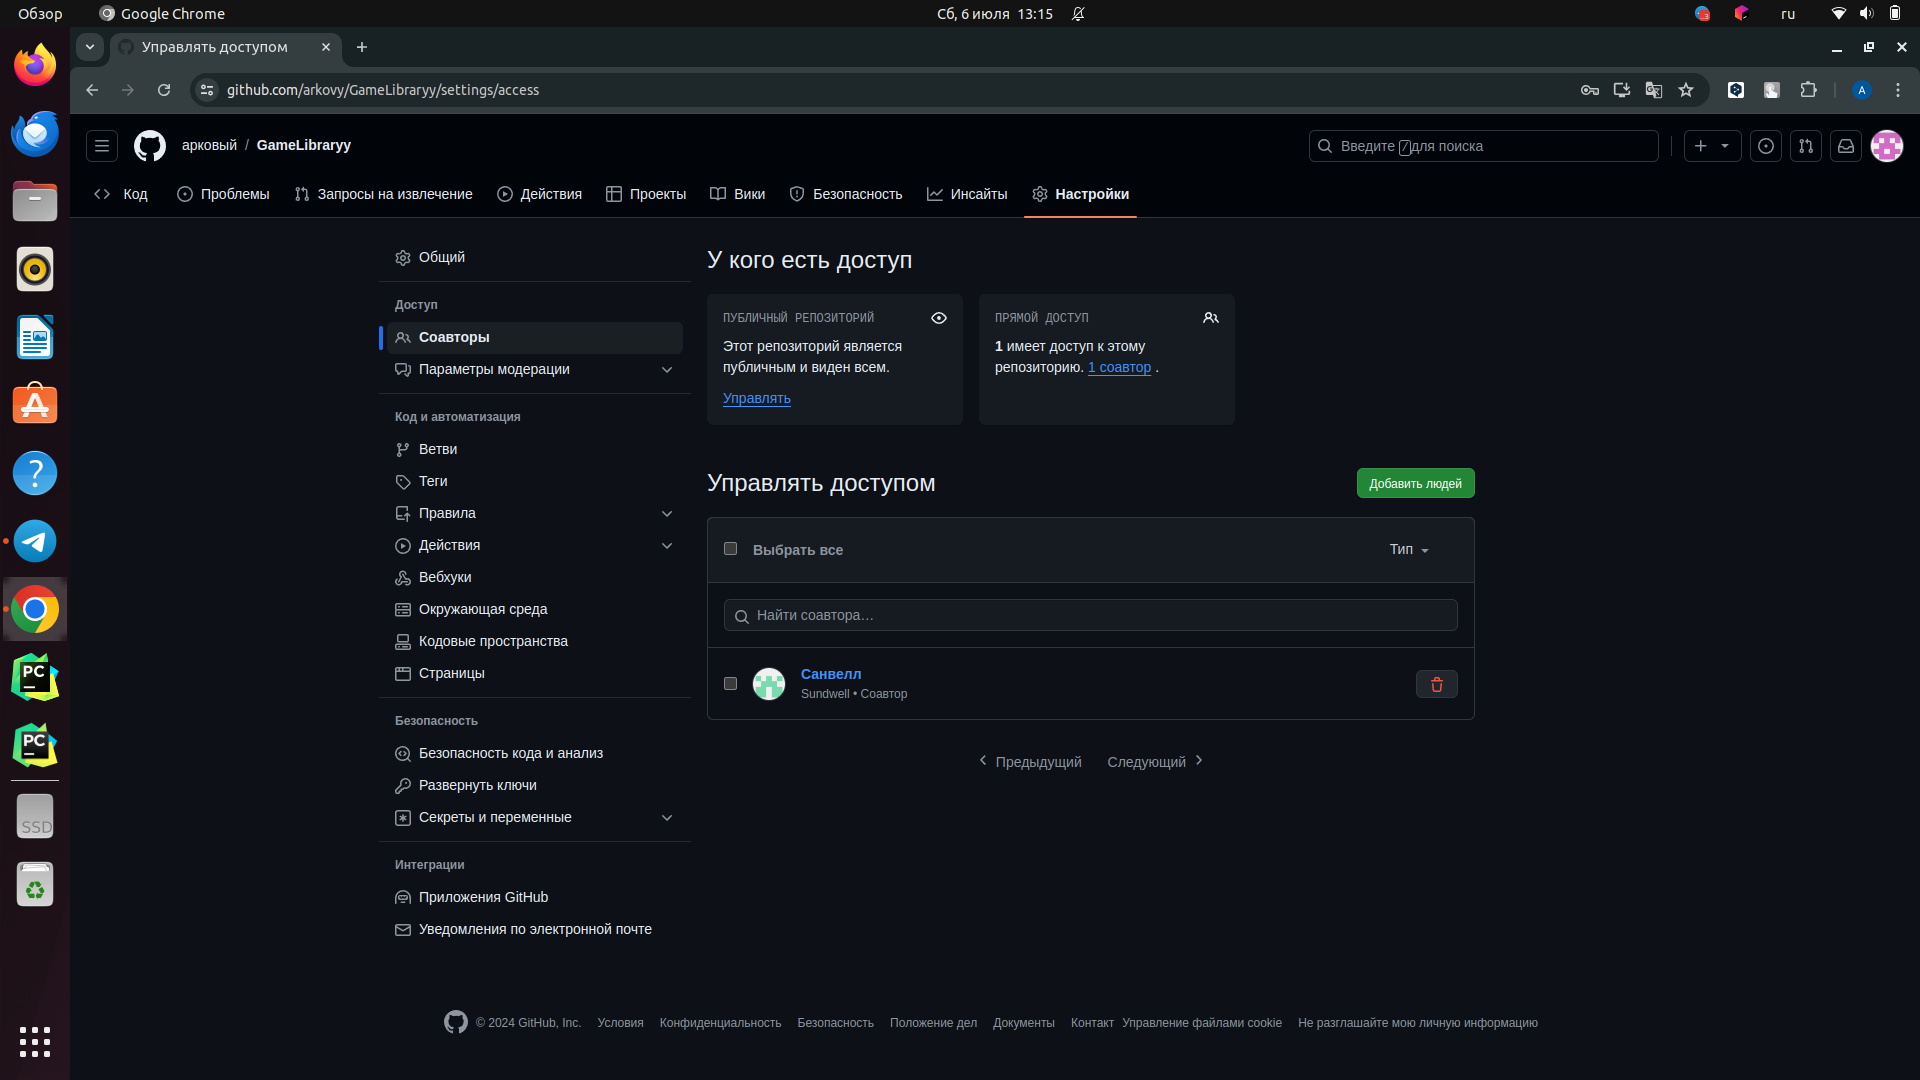 Обзор
Google Chrome
Сб, 6 июля 13:15
ru
Управлять доступом
github.com/arkovy/GameLibraryy/settings/access
A
арковый / GameLibraryy
Введите / для поиска
Код
Проблемы
Запросы на извлечение
Действия
Проекты
Вики
Безопасность
Инсайты
Настройки
Общий
Доступ
Соавторы
Параметры модерации
Код и автоматизация
Ветви
Теги
Правила
Действия
Вебхуки
Окружающая среда
Кодовые пространства
Страницы
Безопасность
Безопасность кода и анализ
Развернуть ключи
Секреты и переменные
Интеграции
Приложения GitHub
Уведомления по электронной почте
У кого есть доступ
ПУБЛИЧНЫЙ РЕПОЗИТОРИЙ
Этот репозиторий является
публичным и виден всем.
Управлять
ПРЯМОЙ ДОСТУП
1 имеет доступ к этому
репозиторию. 1 соавтор .
Управлять доступом
Добавить людей
Выбрать все
Тип
Найти соавтора…
Санвелл
Sundwell • Соавтор
Предыдущий
Следующий
© 2024 GitHub, Inc.
Условия
Конфиденциальность
Безопасность
Положение дел
Документы
Контакт
Управление файлами cookie
Не разглашайте мою личную информацию
PC
PC
SSD